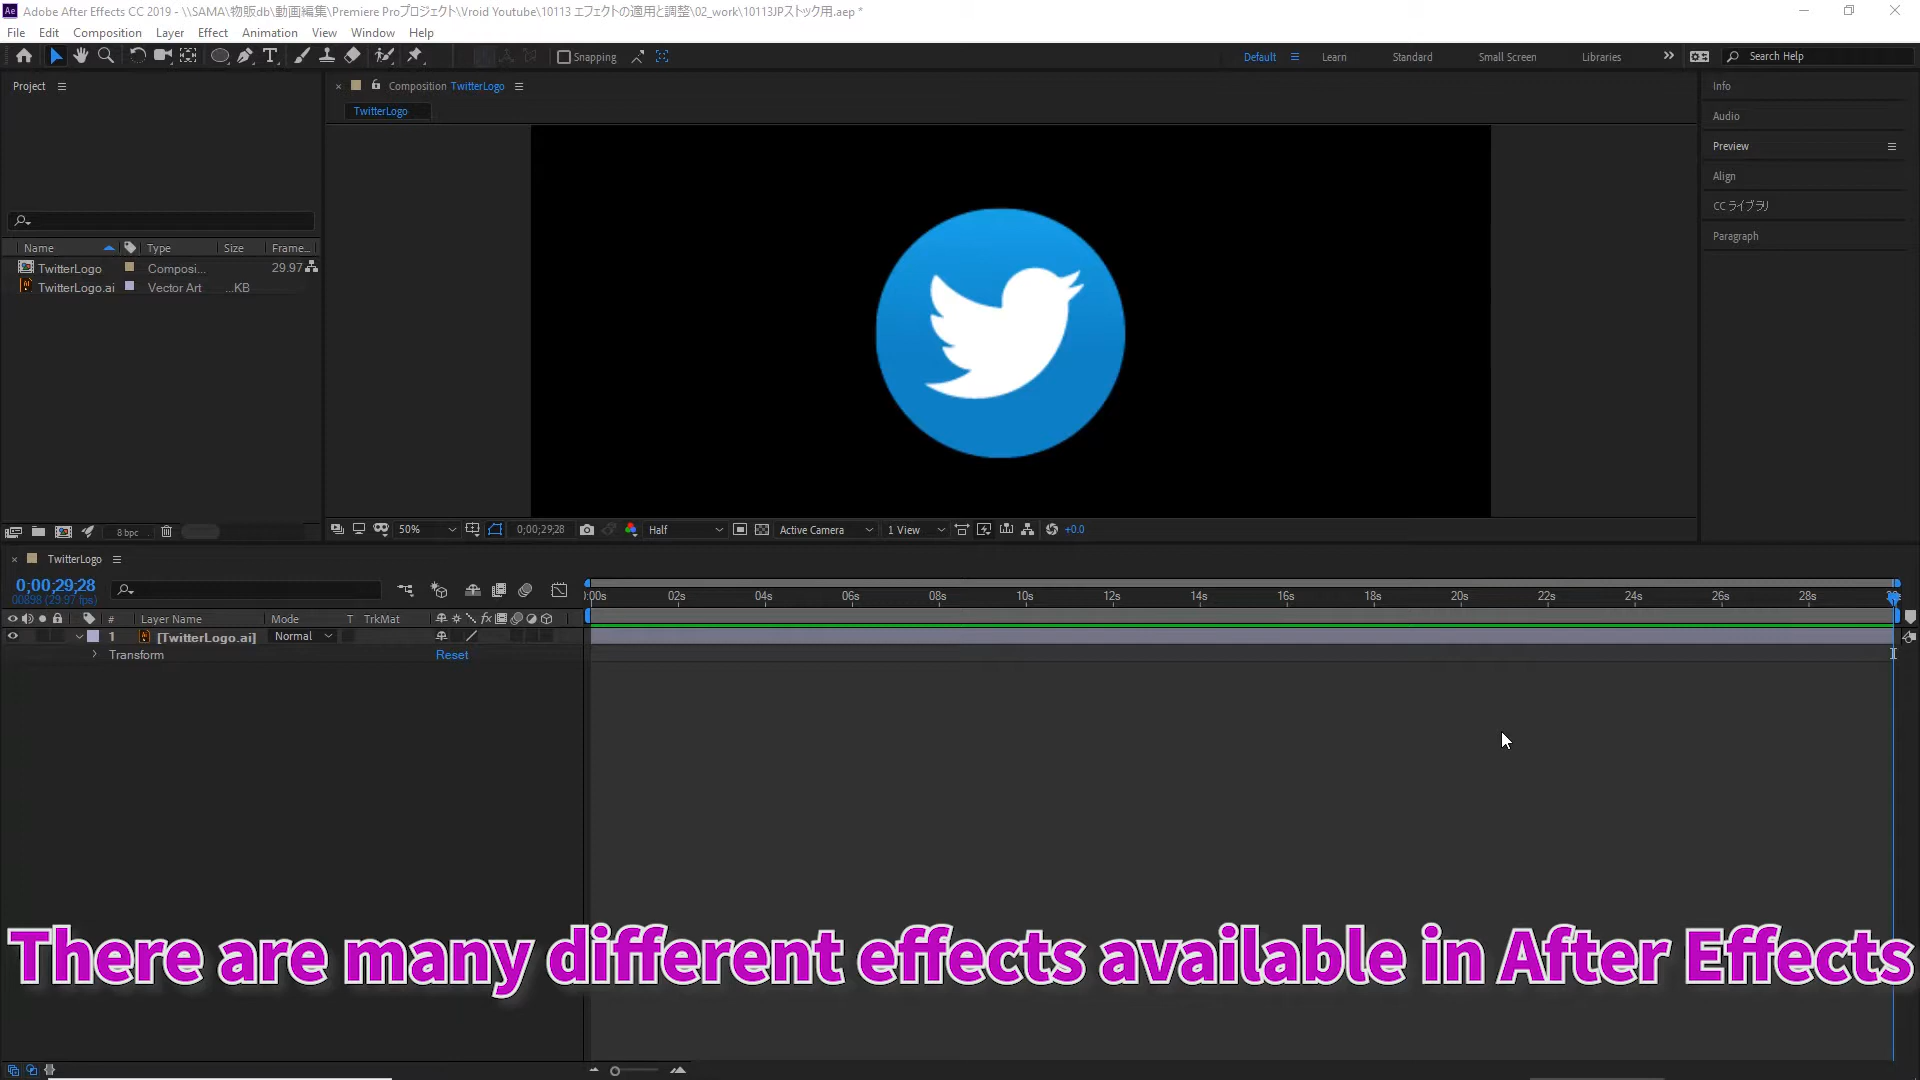 Adobe After Effects CC 2019 - \\SAMA\物販db\動画編集\Premiere Proプロジェクト\Vroid Youtube\10113 エフェクトの適用と調整\02_work\10113JPストック用.aep *
File Edit Composition Layer Effect Animation View Window Help
Snapping Default Learn Standard Small Screen Libraries Search Help
Project
Composition TwitterLogo
TwitterLogo
Info
Audio
Preview
Align
CC ライブラリ
Paragraph
Name Type Size Frame...
TwitterLogo Composi... 29.97
TwitterLogo.ai Vector Art ...KB
8 bpc
50% 0;00;29;28 Half Active Camera 1 View +0.0
TwitterLogo
0;00;29;28
00898 (29.97 fps)
:00s 02s 04s 06s 08s 10s 12s 14s 16s 18s 20s 22s 24s 26s 28s
# Layer Name Mode T TrkMat
1 [TwitterLogo.ai] Normal
Transform Reset
There are many different effects available in After Effects